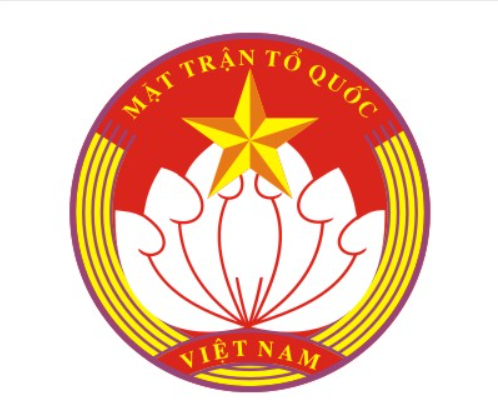 MẶT TRẬN TỔ QUỐC
VIỆT NAM